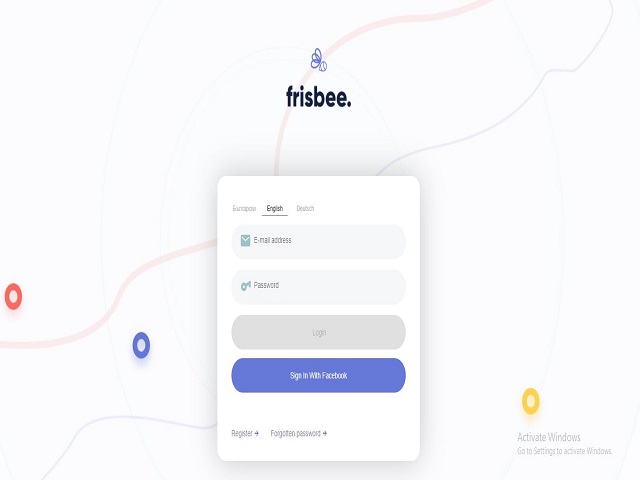 frisbee.
English
Deutsch
E-mail address
Password
Login
Sign In With Facebook
Register →
Forgotten password →
Activate Windows
Go to Settings to activate Windows.